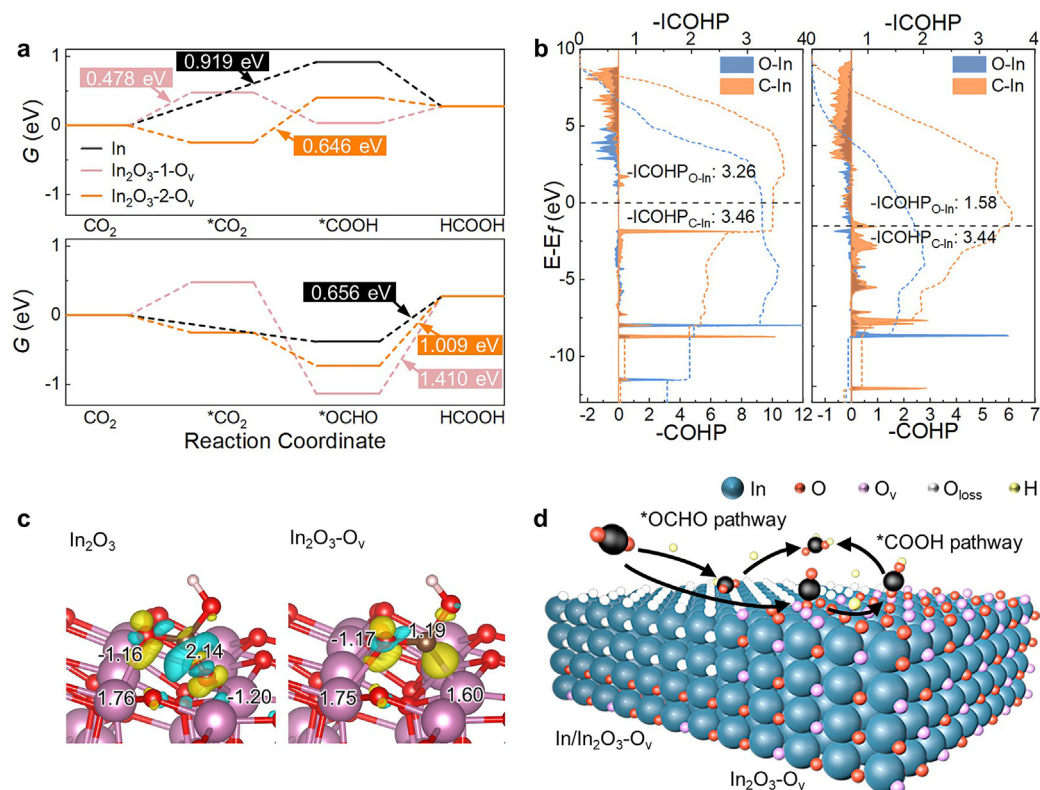 a
G (eV)
1
0
1
0.478 eV
0.919 eV
0.646 eV
In
In₂O₃-1-Oᵥ
In₂O₃-2-Oᵥ
CO₂ *CO₂ *COOH HCOOH
G (eV)
1
0
1
0.656 eV
1.009 eV
1.410 eV
CO₂ *CO₂ *OCHO HCOOH
Reaction Coordinate
b
-ICOHP -ICOHP
0 1 2 3 4 0 1 2 3 4
O-In
C-In
O-In
C-In
E-Ef (eV)
10
5
0
-5
-10
-ICOHP O-In: 3.26
-ICOHP C-In: 3.46
-ICOHP O-In: 1.58
-ICOHP C-In: 3.44
-2 0 2 4 6 8 10 12 -1 0 1 2 3 4 5 6 7
-COHP -COHP
c
In₂O₃
In₂O₃-Oᵥ
-1.16
2.14
1.76
-1.20
-1.17
1.19
1.75
1.60
In O Oᵥ O loss H
d
*OCHO pathway
*COOH pathway
In/In₂O₃-Oᵥ
In₂O₃-Oᵥ